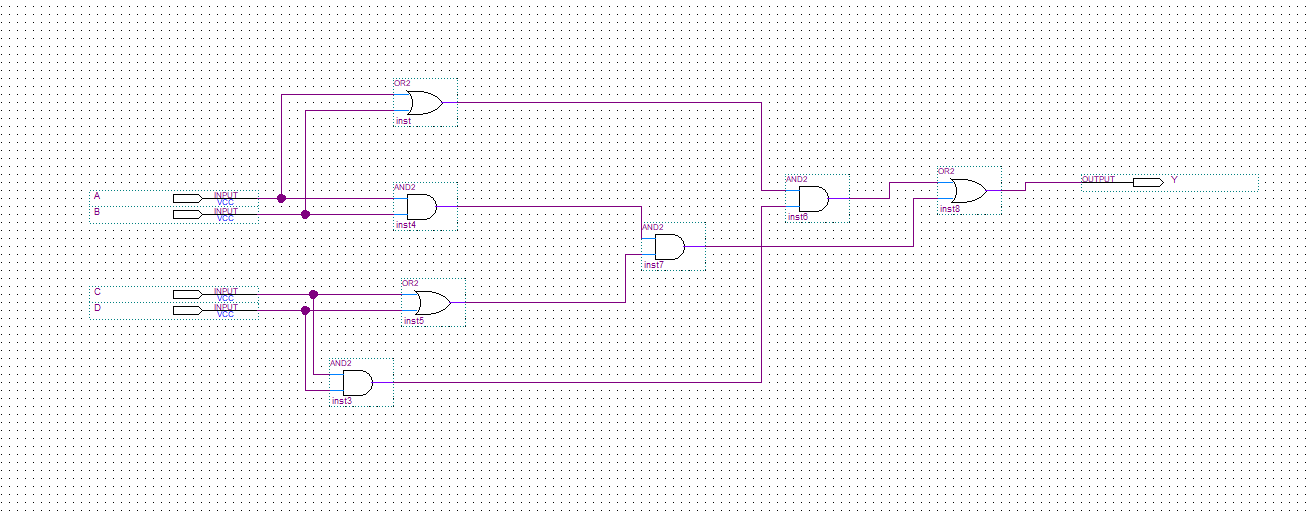 OR2
inst
AND2
A INPUT
VCC
B INPUT
VCC
inst4
AND2
inst6
OR2
inst8
OUTPUT Y
AND2
inst7
C INPUT
VCC
D INPUT
VCC
OR2
inst5
AND2
inst3